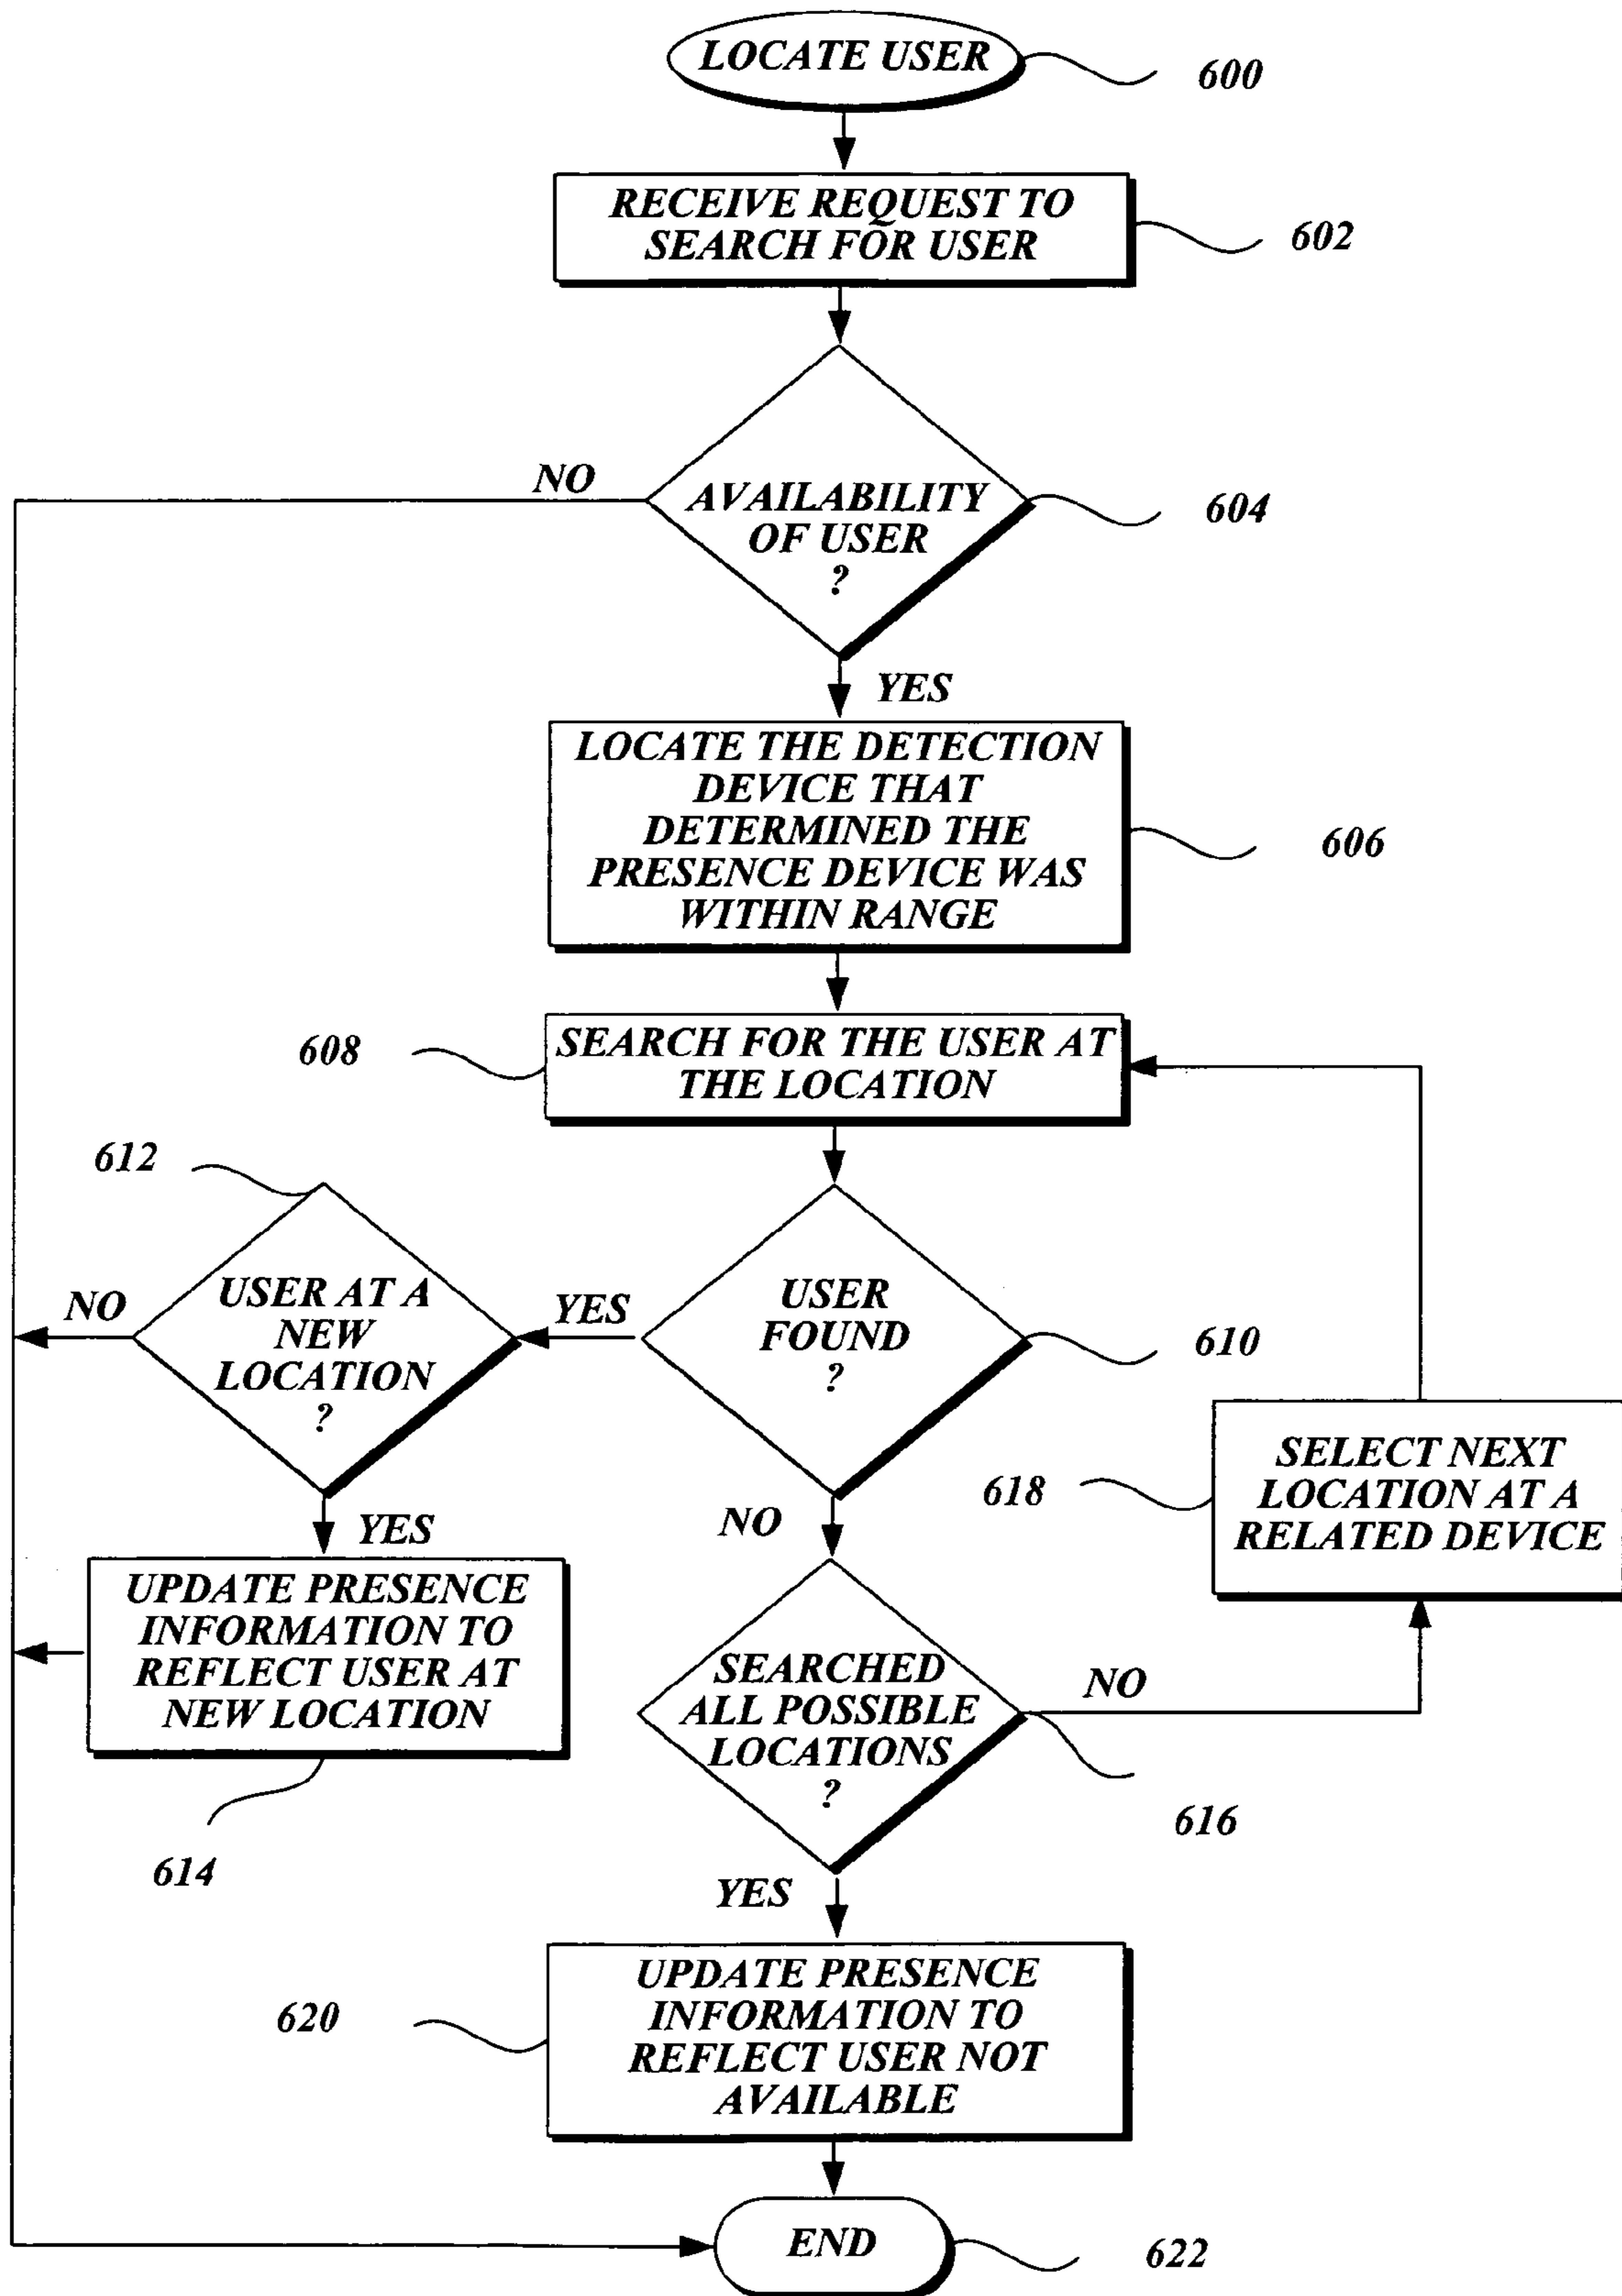 LOCATE USER
600
RECEIVE REQUEST TO
SEARCH FOR USER
602
NO
AVAILABILITY
OF USER
?
604
YES
LOCATE THE DETECTION
DEVICE THAT
DETERMINED THE
PRESENCE DEVICE WAS
WITHIN RANGE
606
608
SEARCH FOR THE USER AT
THE LOCATION
612
NO
USER AT A
NEW
LOCATION
?
YES
USER
FOUND
?
610
YES
NO
618
SELECT NEXT
LOCATION AT A
RELATED DEVICE
UPDATE PRESENCE
INFORMATION TO
REFLECT USER AT
NEW LOCATION
614
SEARCHED
ALL POSSIBLE
LOCATIONS
?
NO
616
YES
620
UPDATE PRESENCE
INFORMATION TO
REFLECT USER NOT
AVAILABLE
END
622